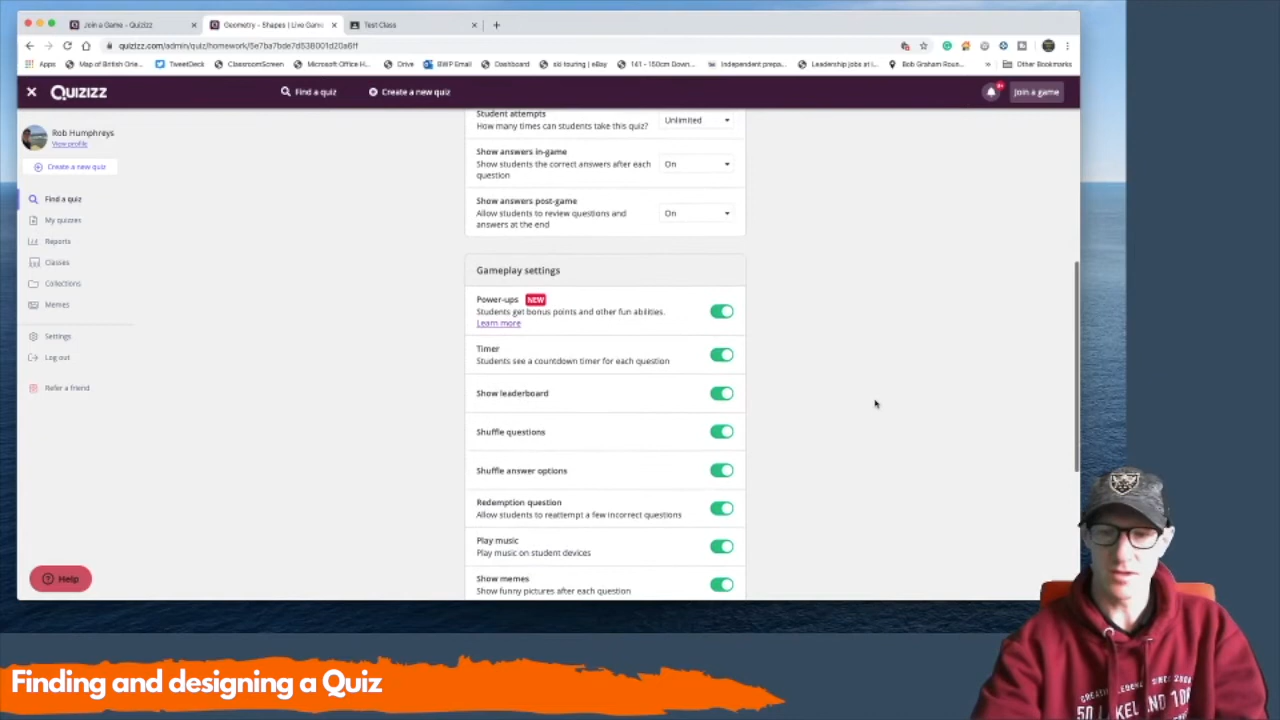 Join a Game - Quizizz
Geometry - Shapes | Live Game
Test Class
quizizz.com/admin/quiz/homework/5e7ba7bde7d538001d20a6ff
Apps
Map of British Orie...
TweetDeck
ClassroomScreen
Microsoft Office H...
Drive
BWP Email
Dashboard
ski touring | eBay
141 - 150cm Down...
Independent prepa...
Leadership jobs at i...
Bob Graham Roun...
»
Other Bookmarks
Quizizz
Find a quiz
Create a new quiz
Join a game
Rob Humphreys
View profile
Create a new quiz
Find a quiz
My quizzes
Reports
Classes
Collections
Memes
Settings
Log out
Refer a friend
Help
Student attempts
How many times can students take this quiz?
Unlimited
Show answers in-game
Show students the correct answers after each
question
On
Show answers post-game
Allow students to review questions and
answers at the end
On
Gameplay settings
Power-ups NEW
Students get bonus points and other fun abilities.
Learn more
Timer
Students see a countdown timer for each question
Show leaderboard
Shuffle questions
Shuffle answer options
Redemption question
Allow students to reattempt a few incorrect questions
Play music
Play music on student devices
Show memes
Show funny pictures after each question
Finding and designing a Quiz